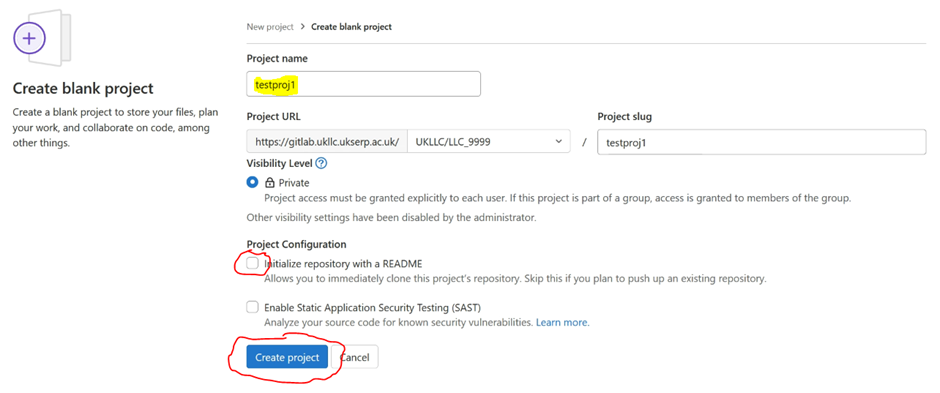 New project > Create blank project
Create blank project
Create a blank project to store your files, plan
your work, and collaborate on code, among
other things.
Project name
testproj1
Project URL
Project slug
https://gitlab.ukllc.ukserp.ac.uk/
UKLLC/LLC_9999
/
testproj1
Visibility Level ?
Private
Project access must be granted explicitly to each user. If this project is part of a group, access is granted to members of the group.
Other visibility settings have been disabled by the administrator.
Project Configuration
Initialize repository with a README
Allows you to immediately clone this project's repository. Skip this if you plan to push up an existing repository.
Enable Static Application Security Testing (SAST)
Analyze your source code for known security vulnerabilities. Learn more.
Create project
Cancel